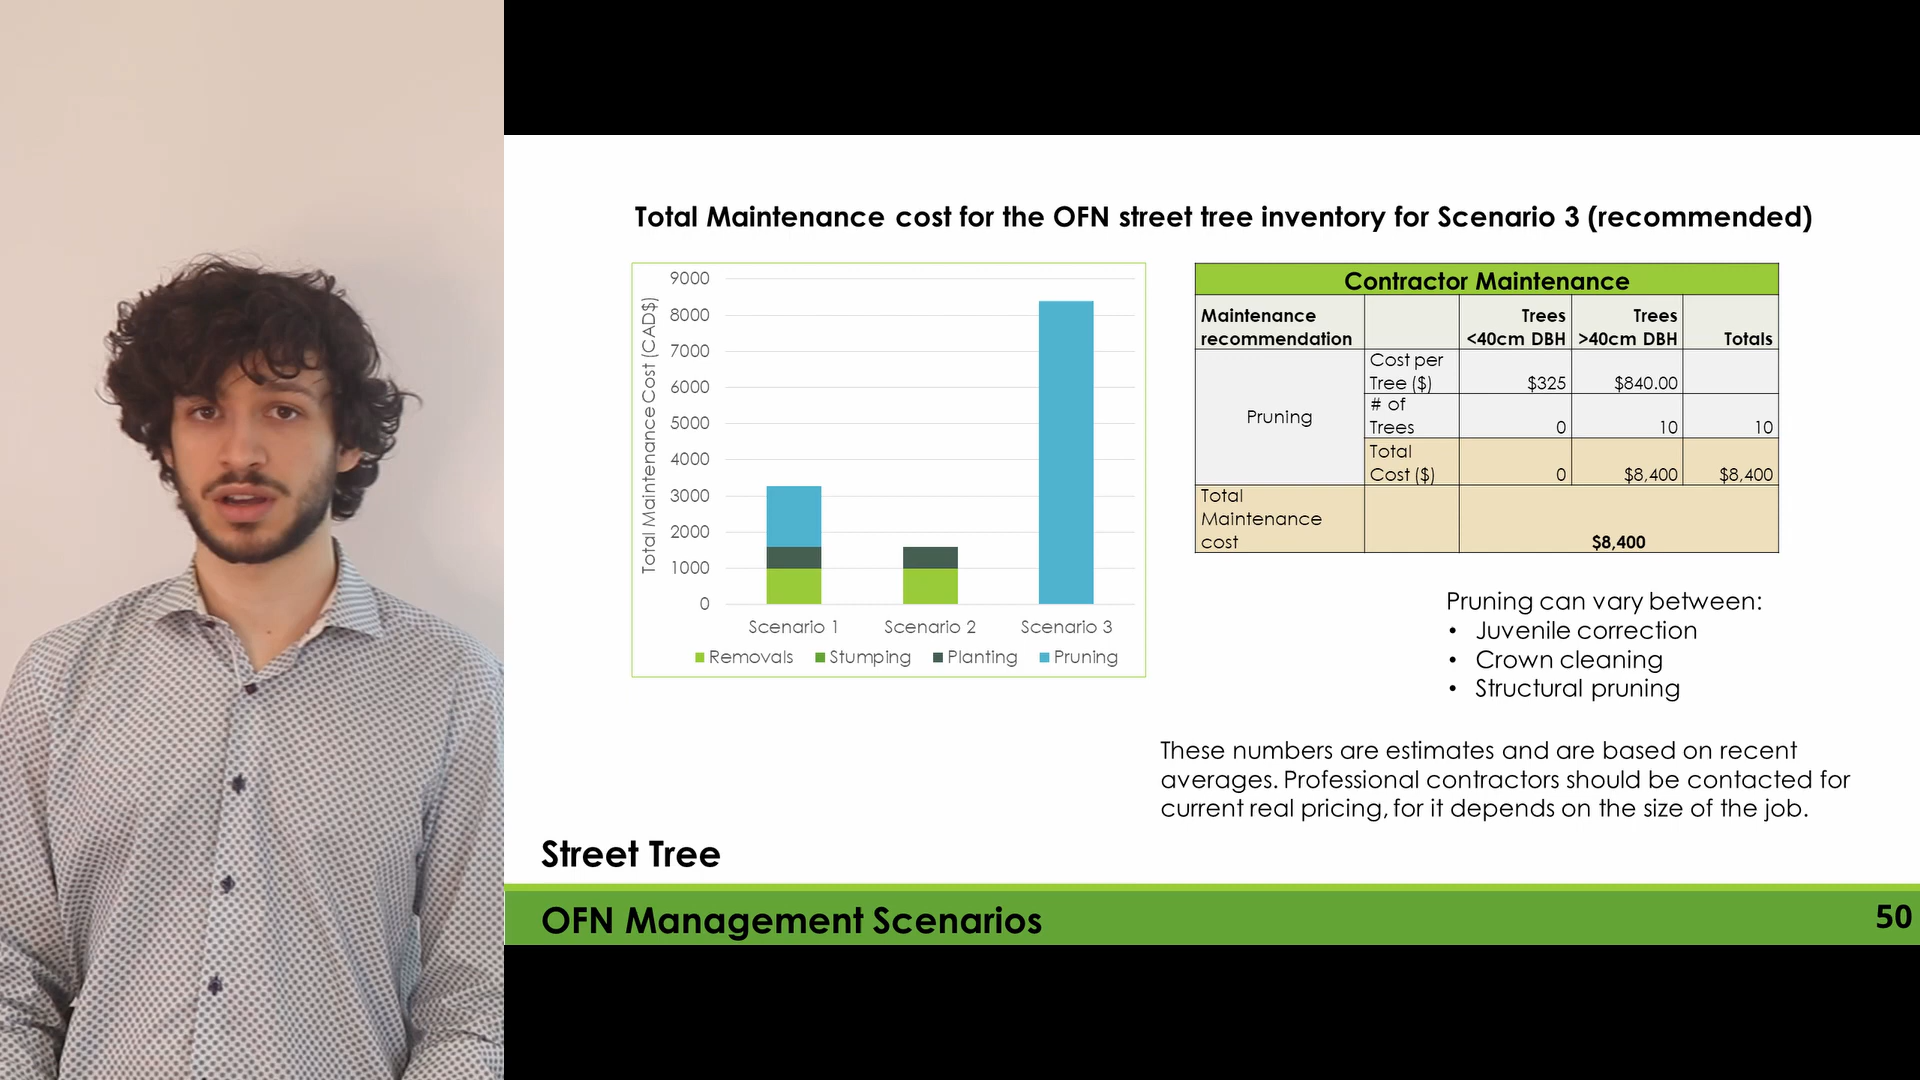 Total Maintenance cost for the OFN street tree inventory for Scenario 3 (recommended)
Total Maintenance Cost (CAD$)
9000
8000
7000
6000
5000
4000
3000
2000
1000
0
Scenario 1 Scenario 2 Scenario 3
Removals Stumping Planting Pruning
Contractor Maintenance
Maintenance recommendation Trees <40cm DBH Trees >40cm DBH Totals
Pruning
Cost per Tree ($) $325 $840.00
# of Trees 0 10 10
Total Cost ($) 0 $8,400 $8,400
Total Maintenance cost $8,400
Pruning can vary between:
• Juvenile correction
• Crown cleaning
• Structural pruning
These numbers are estimates and are based on recent
averages. Professional contractors should be contacted for
current real pricing, for it depends on the size of the job.
Street Tree
OFN Management Scenarios
50